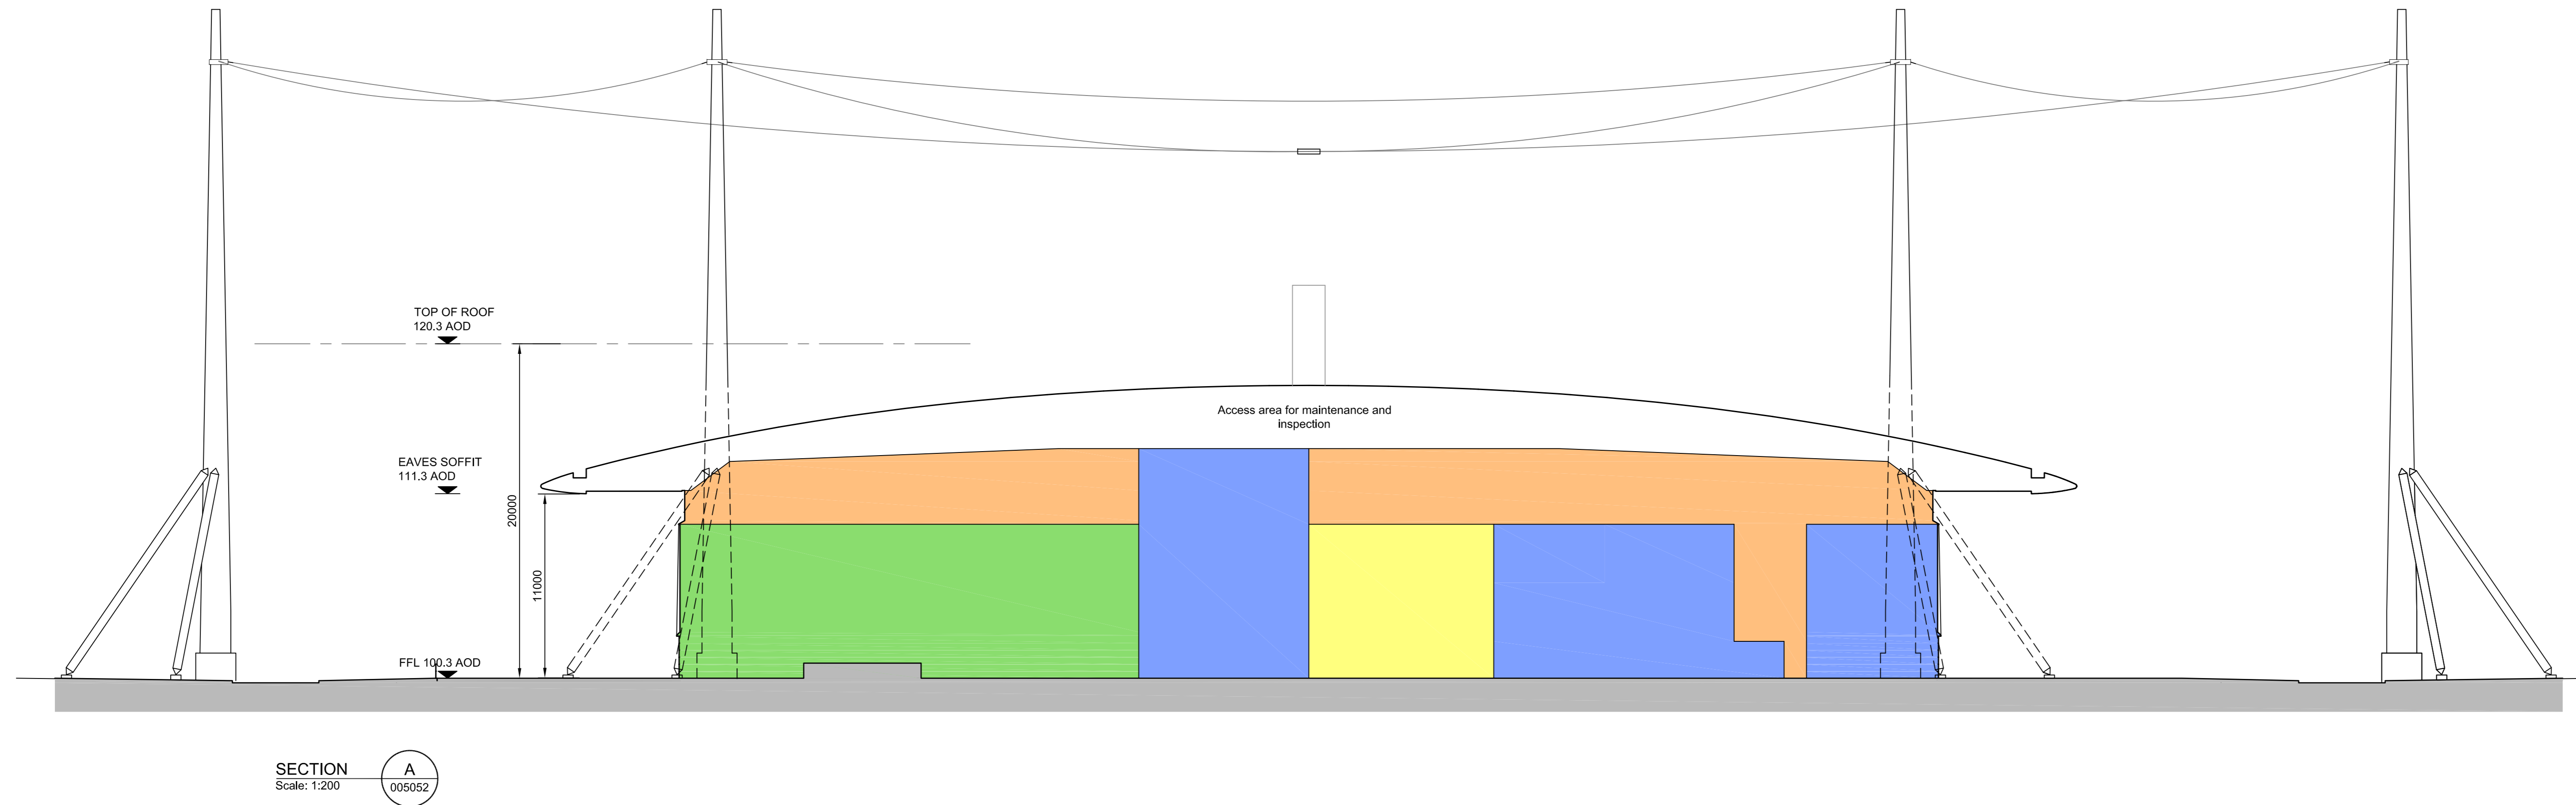 TOP OF ROOF
120.3 AOD
Access area for maintenance and
inspection
EAVES SOFFIT
111.3 AOD
20000
11000
FFL 100.3 AOD
SECTION
Scale: 1:200
A
005052